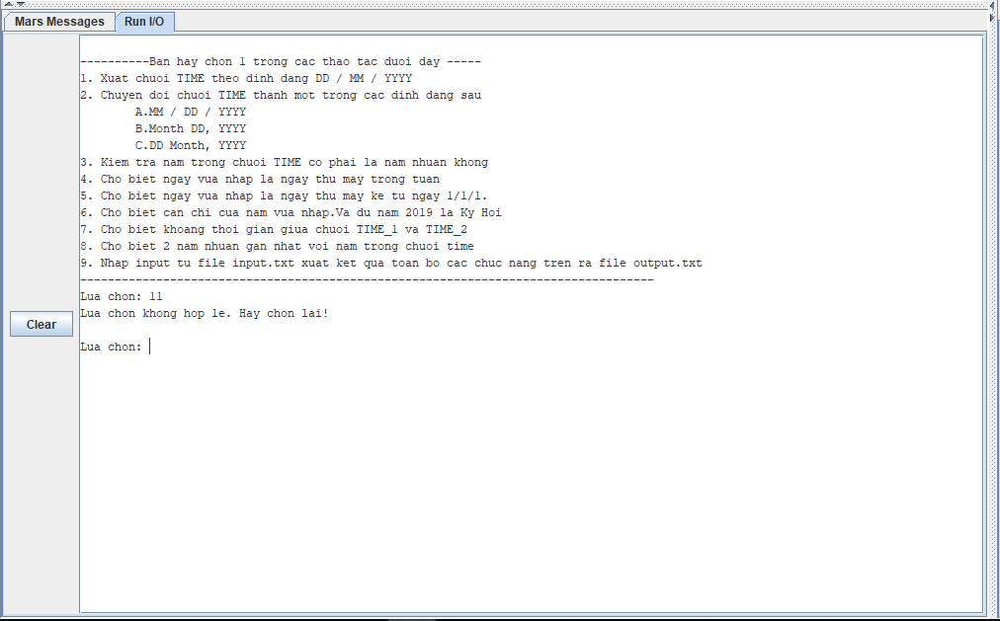 Mars Messages Run I/O
----------Ban hay chon 1 trong cac thao tac duoi day -----
1. Xuat chuoi TIME theo dinh dang DD / MM / YYYY
2. Chuyen doi chuoi TIME thanh mot trong cac dinh dang sau
A.MM / DD / YYYY
B.Month DD, YYYY
C.DD Month, YYYY
3. Kiem tra nam trong chuoi TIME co phai la nam nhuan khong
4. Cho biet ngay vua nhap la ngay thu may trong tuan
5. Cho biet ngay vua nhap la ngay thu may ke tu ngay 1/1/1.
6. Cho biet can chi cua nam vua nhap.Va du nam 2019 la Ky Hoi
7. Cho biet khoang thoi gian giua chuoi TIME_1 va TIME_2
8. Cho biet 2 nam nhuan gan nhat voi nam trong chuoi time
9. Nhap input tu file input.txt xuat ket qua toan bo cac chuc nang tren ra file output.txt
-----------------------------------------------------------------------------------
Lua chon: 11
Lua chon khong hop le. Hay chon lai!
Lua chon:
Clear